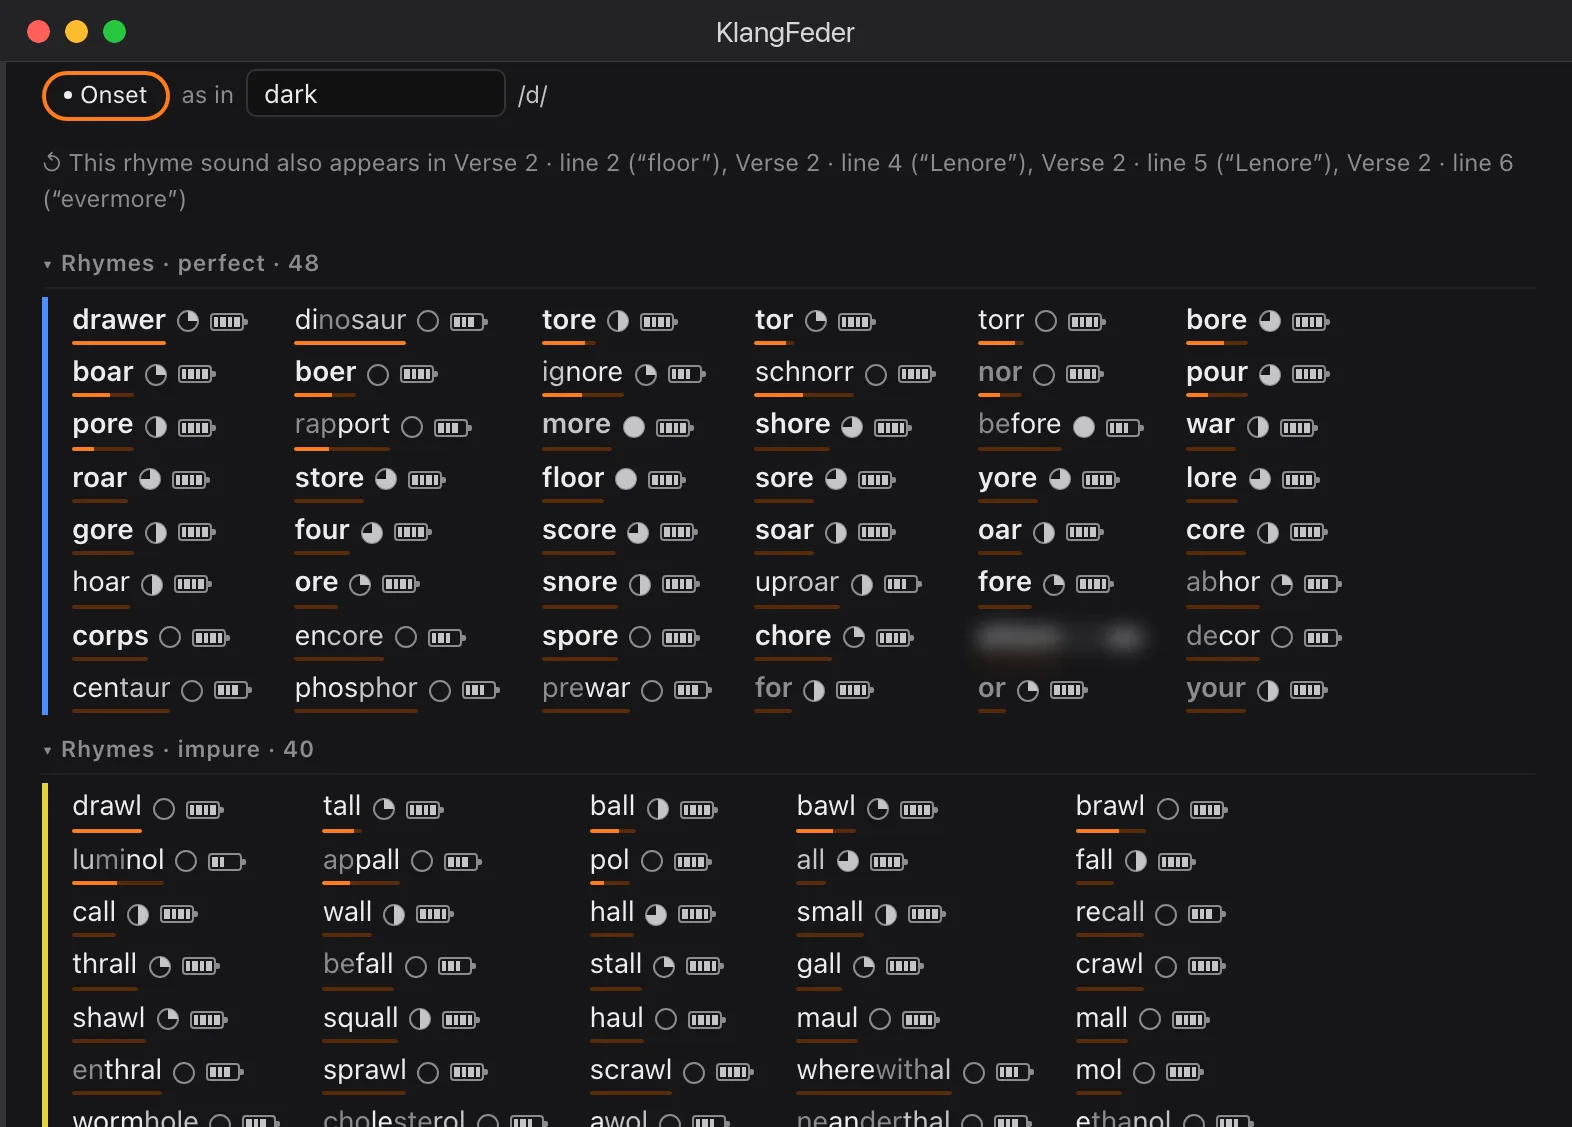 KlangFeder
• Onset as in dark /d/
This rhyme sound also appears in Verse 2 · line 2 (“floor”), Verse 2 · line 4 (“Lenore”), Verse 2 · line 5 (“Lenore”), Verse 2 · line 6
(“evermore”)
Rhymes · perfect · 48
drawer dinosaur tore tor torr bore
boar boer ignore schnorr nor pour
pore rapport more shore before war
roar store floor sore yore lore
gore four score soar oar core
hoar ore snore uproar fore abhor
corps encore spore chore decor
centaur phosphor prewar for or your
Rhymes · impure · 40
drawl tall ball bawl brawl
luminol appall pol all fall
call wall hall small recall
thrall befall stall gall crawl
shawl squall haul maul mall
enthral sprawl scrawl wherewithal mol
wormhole cholesterol awol neanderthal ethanol